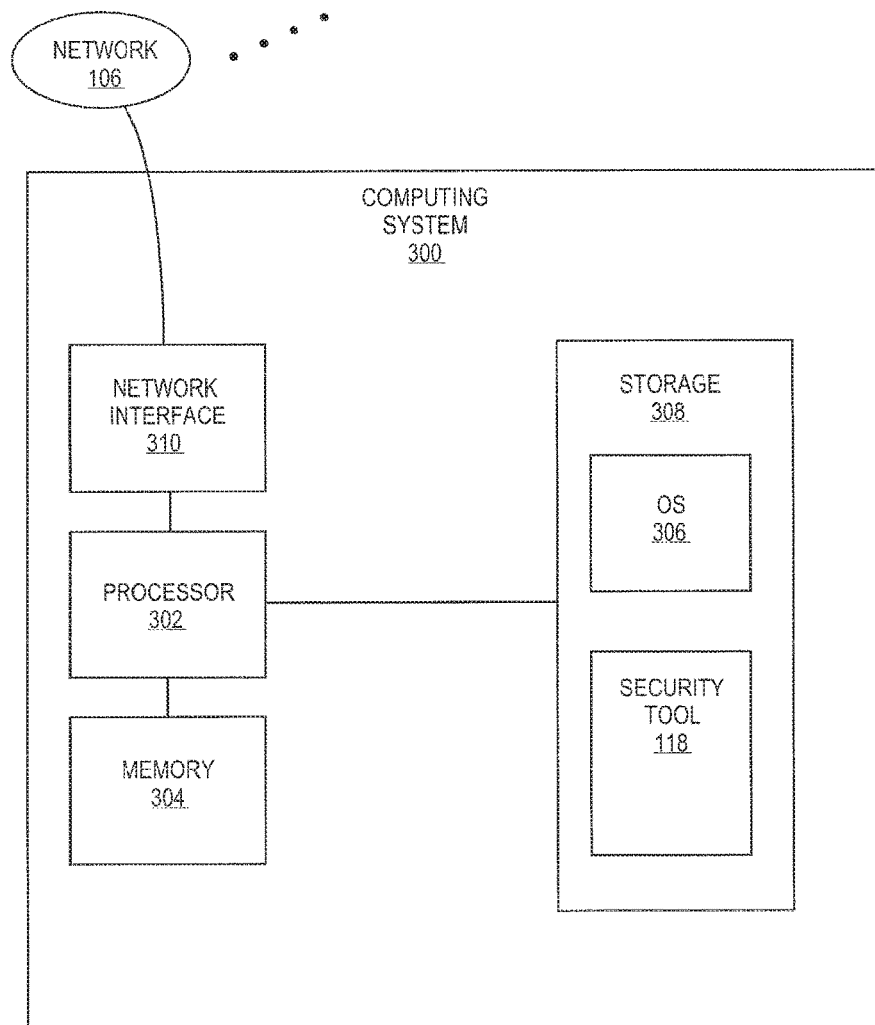 NETWORK
106
COMPUTING
SYSTEM
300
NETWORK
INTERFACE
310
PROCESSOR
302
MEMORY
304
STORAGE
308
OS
306
SECURITY
TOOL
118